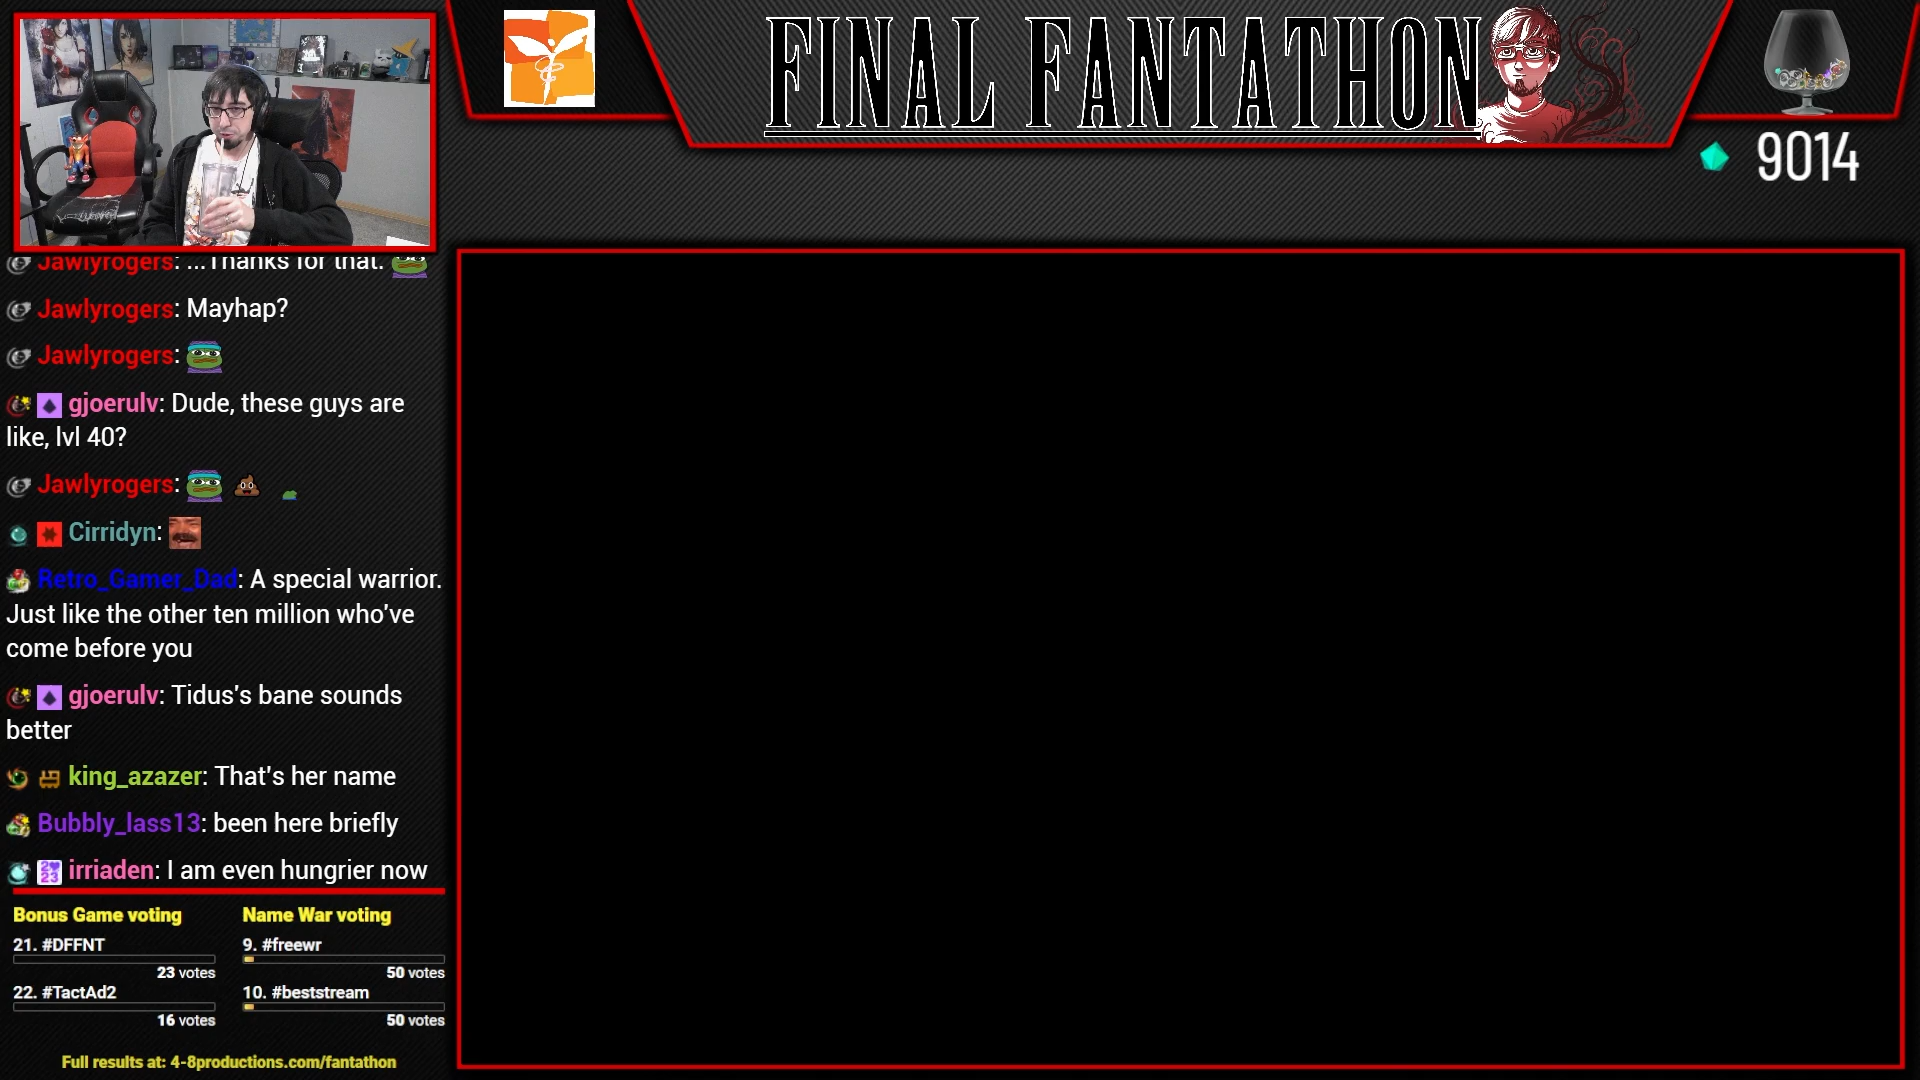 FINAL FANTATHON
9014
Jawlyrogers: ...Thanks for that.
Jawlyrogers: Mayhap?
Jawlyrogers:
gjoerulv: Dude, these guys are
like, lvl 40?
Jawlyrogers:
Cirridyn:
Retro_Gamer_Dad: A special warrior.
Just like the other ten million who've
come before you
gjoerulv: Tidus's bane sounds
better
king_azazer: That's her name
Bubbly_lass13: been here briefly
irriaden: I am even hungrier now
Bonus Game voting
21. #DFFNT
23 votes
22. #TactAd2
16 votes
Name War voting
9. #freewr
50 votes
10. #beststream
50 votes
Full results at: 4-8productions.com/fantathon